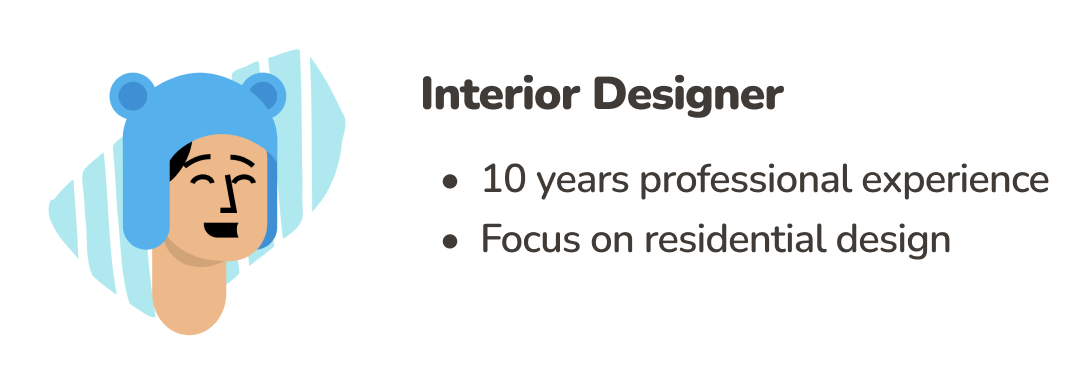 Interior Designer
• 10 years professional experience
• Focus on residential design